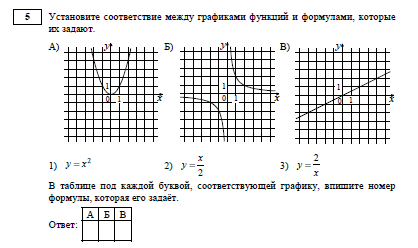 5 Установите соответствие между графиками функций и формулами, которые
их задают.
А) Б) В)
y y y
1 1 1
0 1 x 0 1 x 0 1 x
1) y = x² 2) y = x/2 3) y = 2/x
В таблице под каждой буквой, соответствующей графику, впишите номер
формулы, которая его задаёт.
А Б В
Ответ: